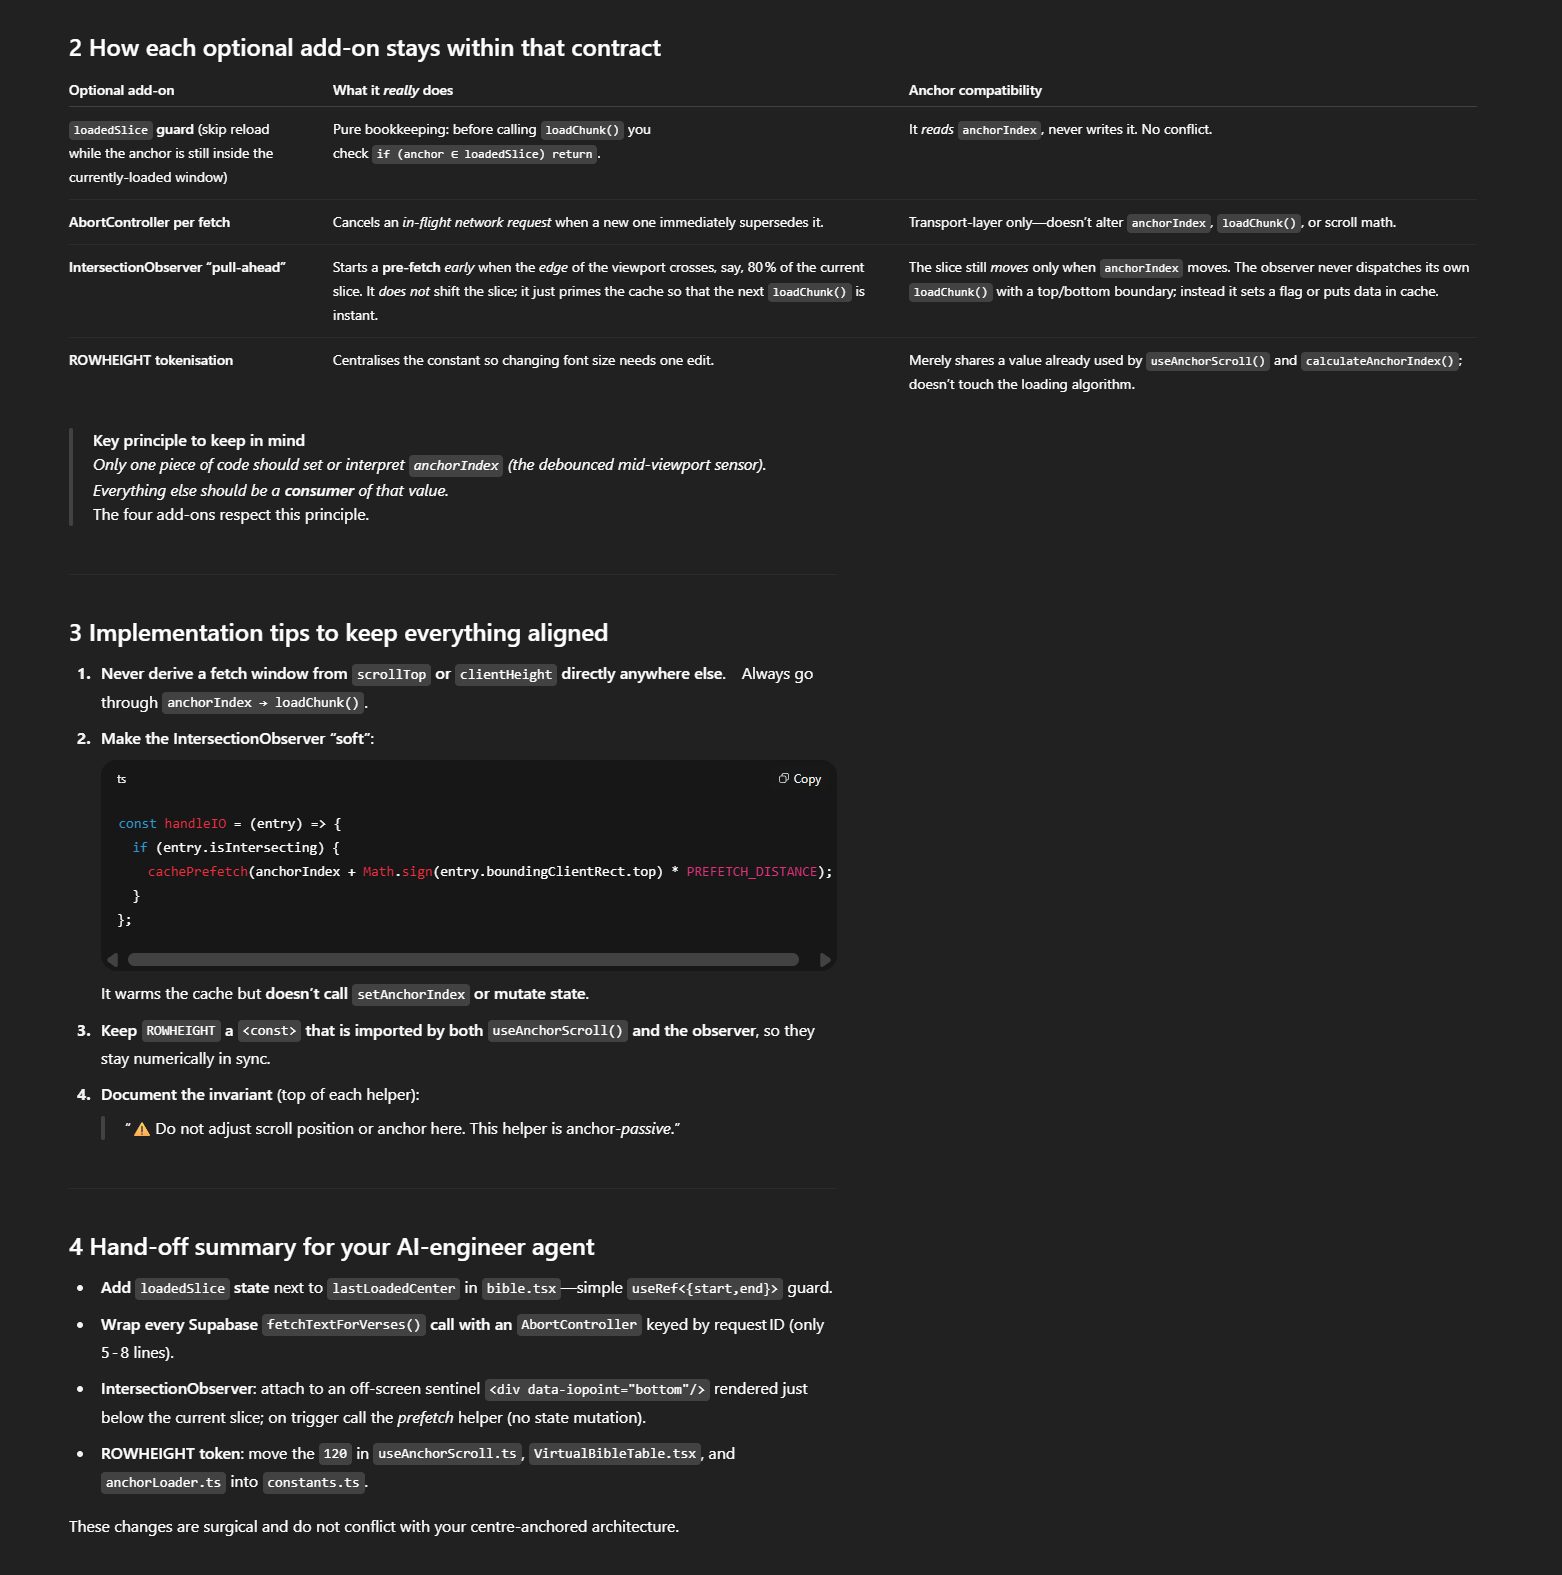 2 How each optional add-on stays within that contract
Optional add-on What it really does Anchor compatibility
loadedSlice guard (skip reload
while the anchor is still inside the
currently-loaded window)
Pure bookkeeping: before calling loadChunk() you
check if (anchor ∈ loadedSlice) return.
It reads anchorIndex, never writes it. No conflict.
AbortController per fetch
Cancels an in-flight network request when a new one immediately supersedes it.
Transport-layer only—doesn’t alter anchorIndex, loadChunk(), or scroll math.
IntersectionObserver “pull-ahead”
Starts a pre-fetch early when the edge of the viewport crosses, say, 80 % of the current
slice. It does not shift the slice; it just primes the cache so that the next loadChunk() is
instant.
The slice still moves only when anchorIndex moves. The observer never dispatches its own
loadChunk() with a top/bottom boundary; instead it sets a flag or puts data in cache.
ROWHEIGHT tokenisation
Centralises the constant so changing font size needs one edit.
Merely shares a value already used by useAnchorScroll() and calculateAnchorIndex();
doesn’t touch the loading algorithm.
Key principle to keep in mind
Only one piece of code should set or interpret anchorIndex (the debounced mid-viewport sensor).
Everything else should be a consumer of that value.
The four add-ons respect this principle.
3 Implementation tips to keep everything aligned
1. Never derive a fetch window from scrollTop or clientHeight directly anywhere else. Always go
through anchorIndex → loadChunk().
2. Make the IntersectionObserver “soft”:
ts Copy
const handleIO = (entry) => {
if (entry.isIntersecting) {
cachePrefetch(anchorIndex + Math.sign(entry.boundingClientRect.top) * PREFETCH_DISTANCE);
}
};
It warms the cache but doesn’t call setAnchorIndex or mutate state.
3. Keep ROWHEIGHT a <const> that is imported by both useAnchorScroll() and the observer, so they
stay numerically in sync.
4. Document the invariant (top of each helper):
“⚠️ Do not adjust scroll position or anchor here. This helper is anchor-passive.”
4 Hand-off summary for your AI-engineer agent
• Add loadedSlice state next to lastLoadedCenter in bible.tsx—simple useRef<{start,end}> guard.
• Wrap every Supabase fetchTextForVerses() call with an AbortController keyed by request ID (only
5 - 8 lines).
• IntersectionObserver: attach to an off-screen sentinel <div data-iopoint="bottom"/> rendered just
below the current slice; on trigger call the prefetch helper (no state mutation).
• ROWHEIGHT token: move the 120 in useAnchorScroll.ts, VirtualBibleTable.tsx, and
anchorLoader.ts into constants.ts.
These changes are surgical and do not conflict with your centre-anchored architecture.